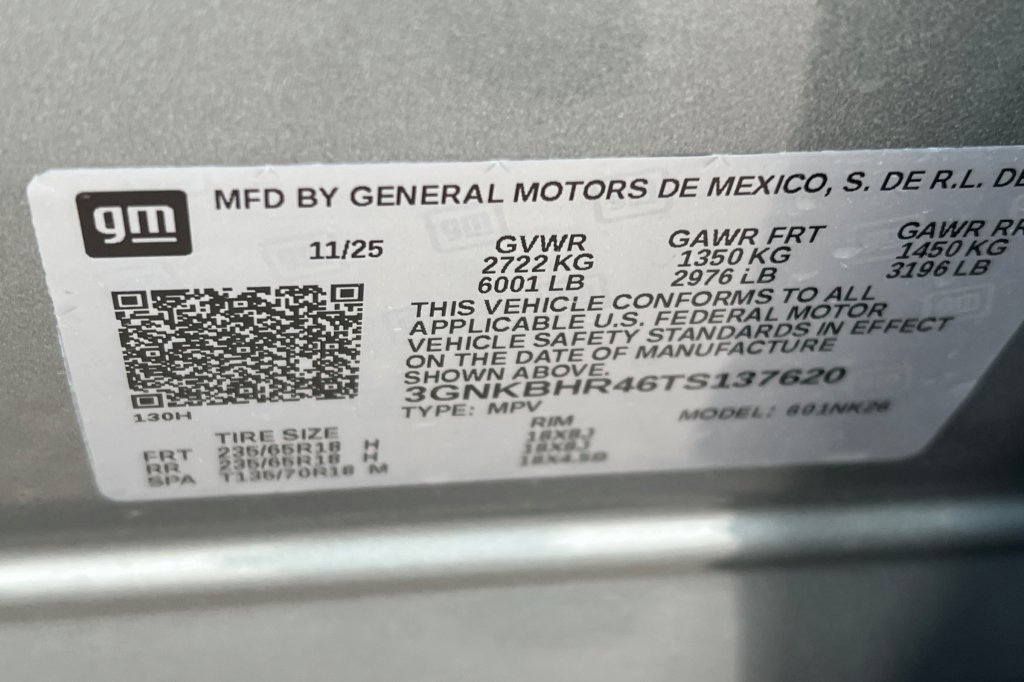 gm
MFD BY GENERAL MOTORS DE MEXICO, S. DE R.L. DE
11/25
GVWR GAWR FRT GAWR RR
2722 KG 1350 KG 1450 KG
6001 LB 2976 LB 3196 LB
THIS VEHICLE CONFORMS TO ALL
APPLICABLE U.S. FEDERAL MOTOR
VEHICLE SAFETY STANDARDS IN EFFECT
ON THE DATE OF MANUFACTURE
SHOWN ABOVE.
3GNKBHR46TS137620
130H
TYPE: MPV MODEL:
TIRE SIZE RIM
FRT 235/65R18 H 18X8J
RR 235/65R18 H 18X8J
SPA T135/70R18 M 18X4.5B